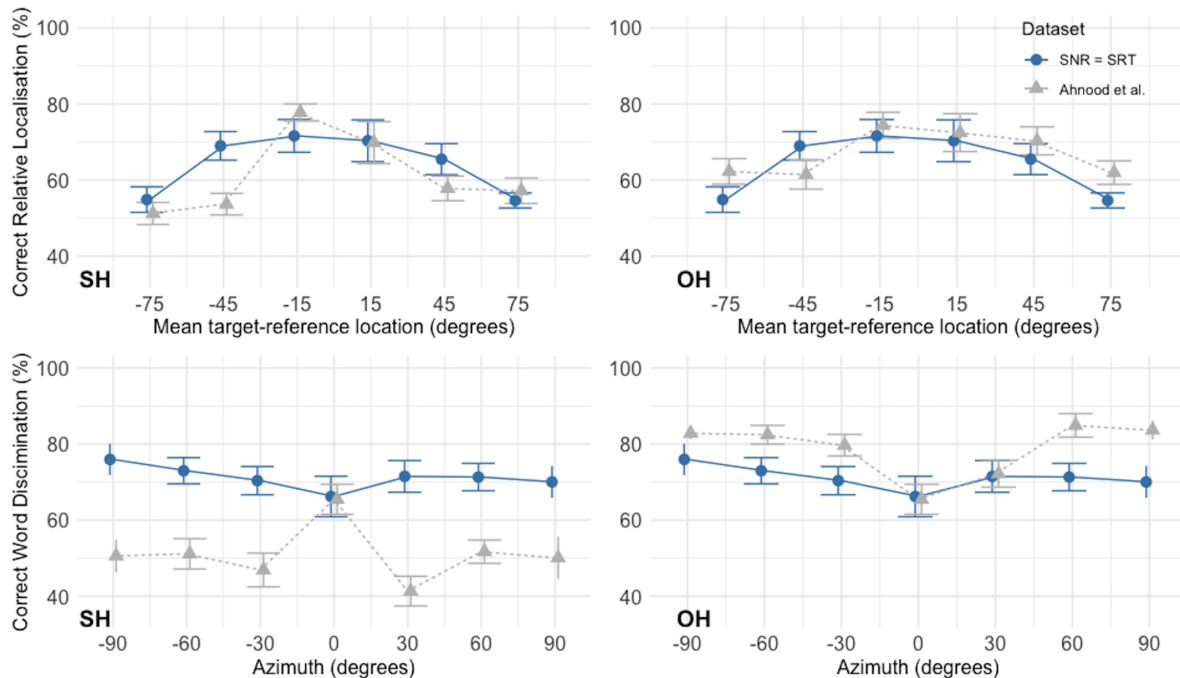 Correct Relative Localisation (%)
100
80
60
40
SH
-75 -45 -15 15 45 75
Mean target-reference location (degrees)
Dataset
SNR = SRT
Ahnood et al.
100
80
60
40
OH
-75 -45 -15 15 45 75
Mean target-reference location (degrees)
Correct Word Discrimination (%)
100
80
60
40
SH
-90 -60 -30 0 30 60 90
Azimuth (degrees)
100
80
60
40
OH
-90 -60 -30 0 30 60 90
Azimuth (degrees)